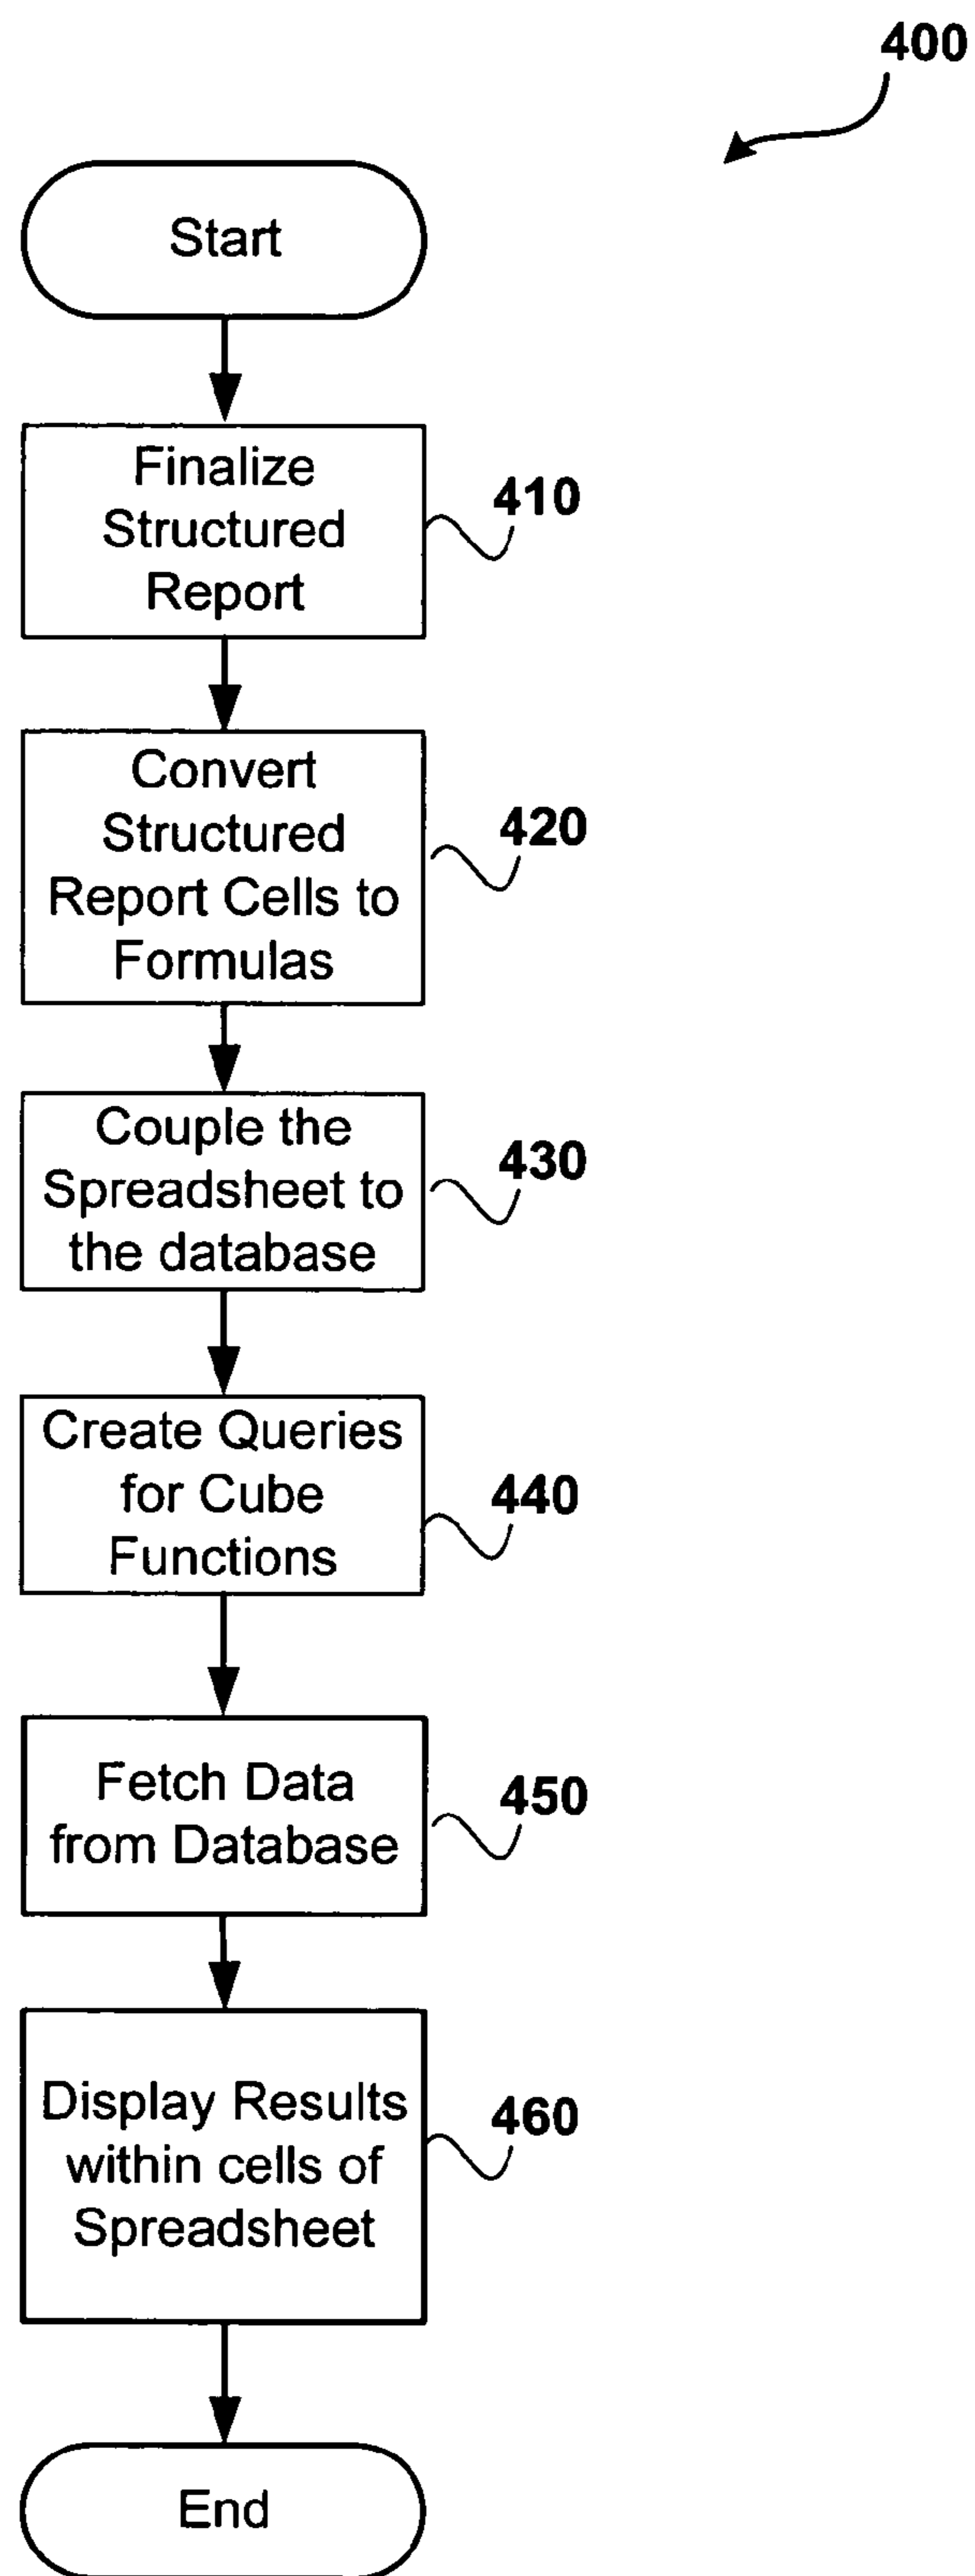 400
Start
Finalize
Structured
Report
410
Convert
Structured
Report Cells to
Formulas
420
Couple the
Spreadsheet to
the database
430
Create Queries
for Cube
Functions
440
Fetch Data
from Database
450
Display Results
within cells of
Spreadsheet
460
End